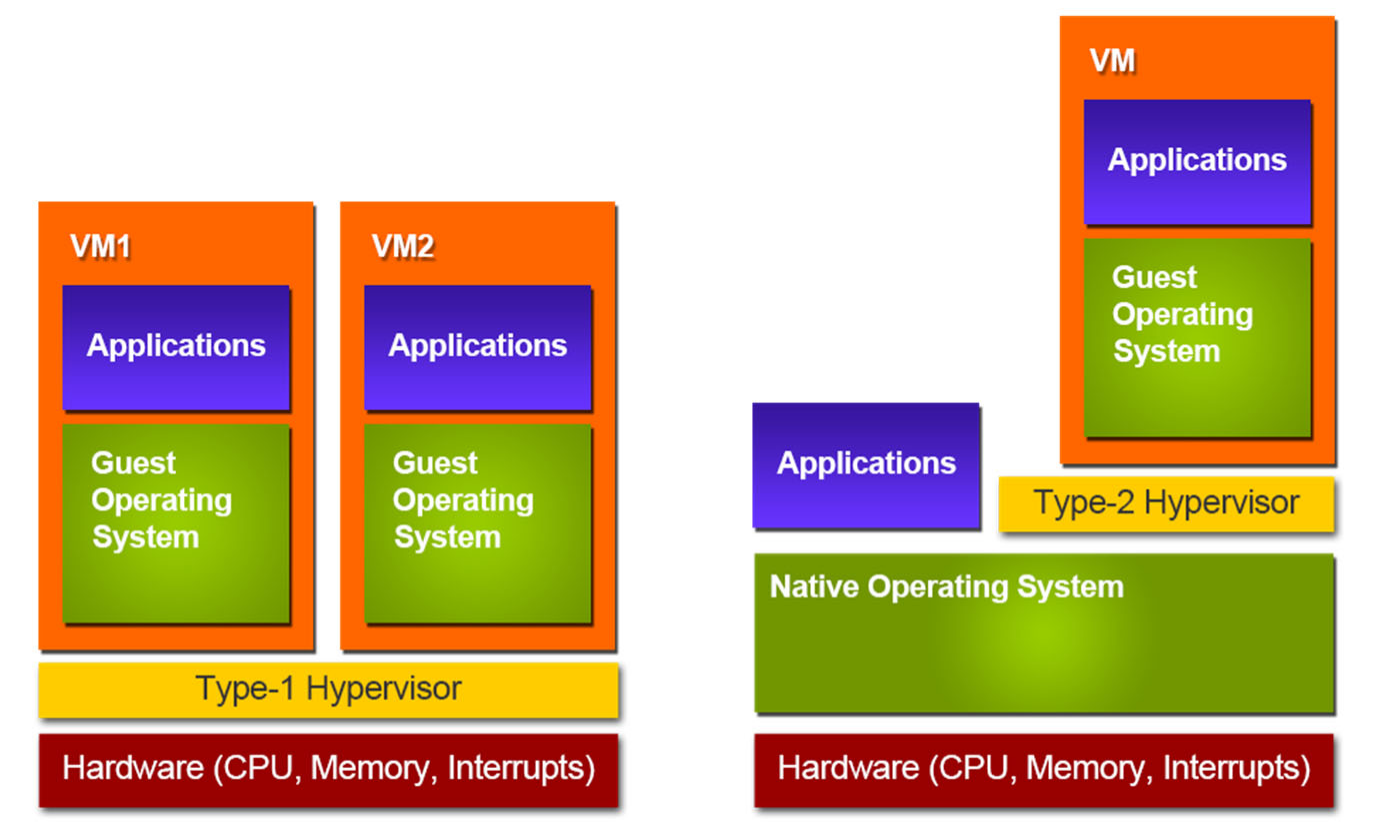 VM1
Applications
Guest
Operating
System
VM2
Applications
Guest
Operating
System
Type-1 Hypervisor
Hardware (CPU, Memory, Interrupts)
VM
Applications
Guest
Operating
System
Applications
Type-2 Hypervisor
Native Operating System
Hardware (CPU, Memory, Interrupts)